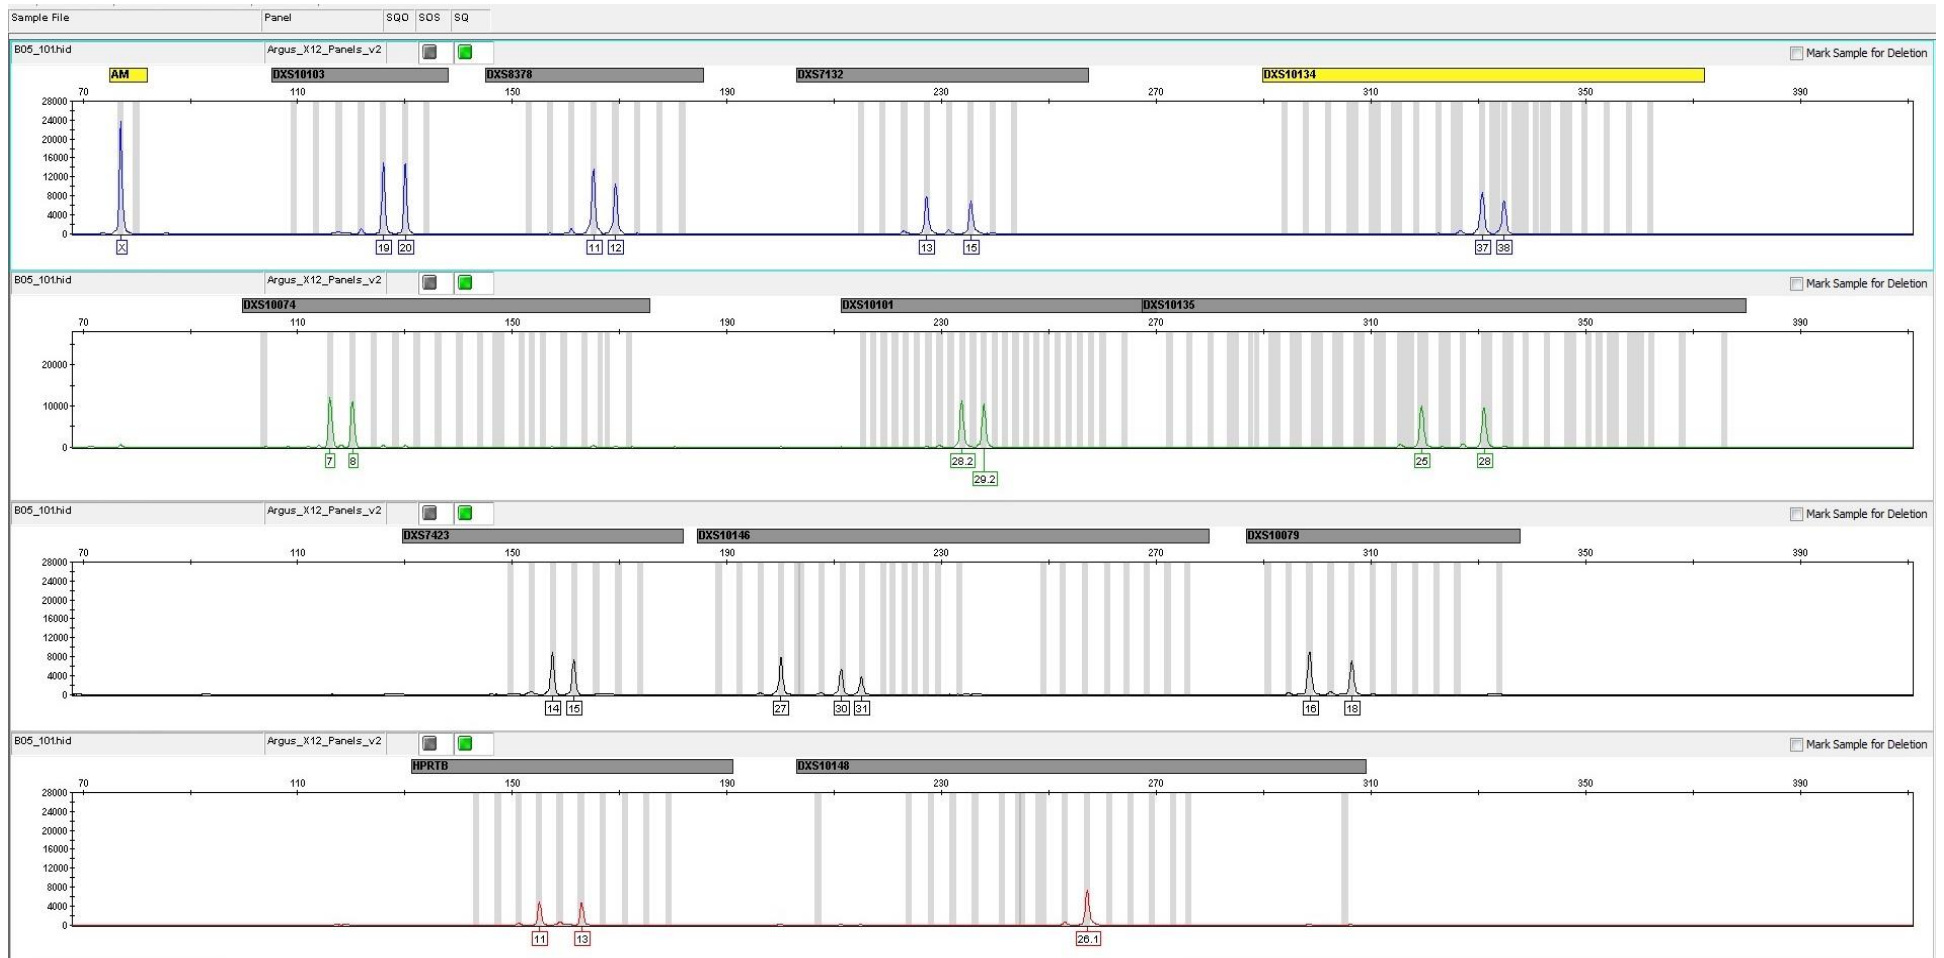 Sample File Panel SQO SOS SQ
B05_101.hid Argus_X12_Panels_v2 Mark Sample for Deletion
AM DXS10103 DXS8378 DXS7132 DXS10134
70 110 150 190 230 270 310 350 390
28000
24000
20000
16000
12000
8000
4000
0
X 19 20 11 12 13 15 37 38
B05_101.hid Argus_X12_Panels_v2 Mark Sample for Deletion
DXS10074 DXS10101 DXS10135
70 110 150 190 230 270 310 350 390
20000
10000
0
7 8 28.2 25 28
29.2
B05_101.hid Argus_X12_Panels_v2 Mark Sample for Deletion
DXS7423 DXS10146 DXS10079
70 110 150 190 230 270 310 350 390
28000
24000
20000
16000
12000
8000
4000
0
14 15 27 30 31 16 18
B05_101.hid Argus_X12_Panels_v2 Mark Sample for Deletion
HPRTB DXS10148
70 110 150 190 230 270 310 350 390
28000
24000
20000
16000
12000
8000
4000
0
11 13 26.1